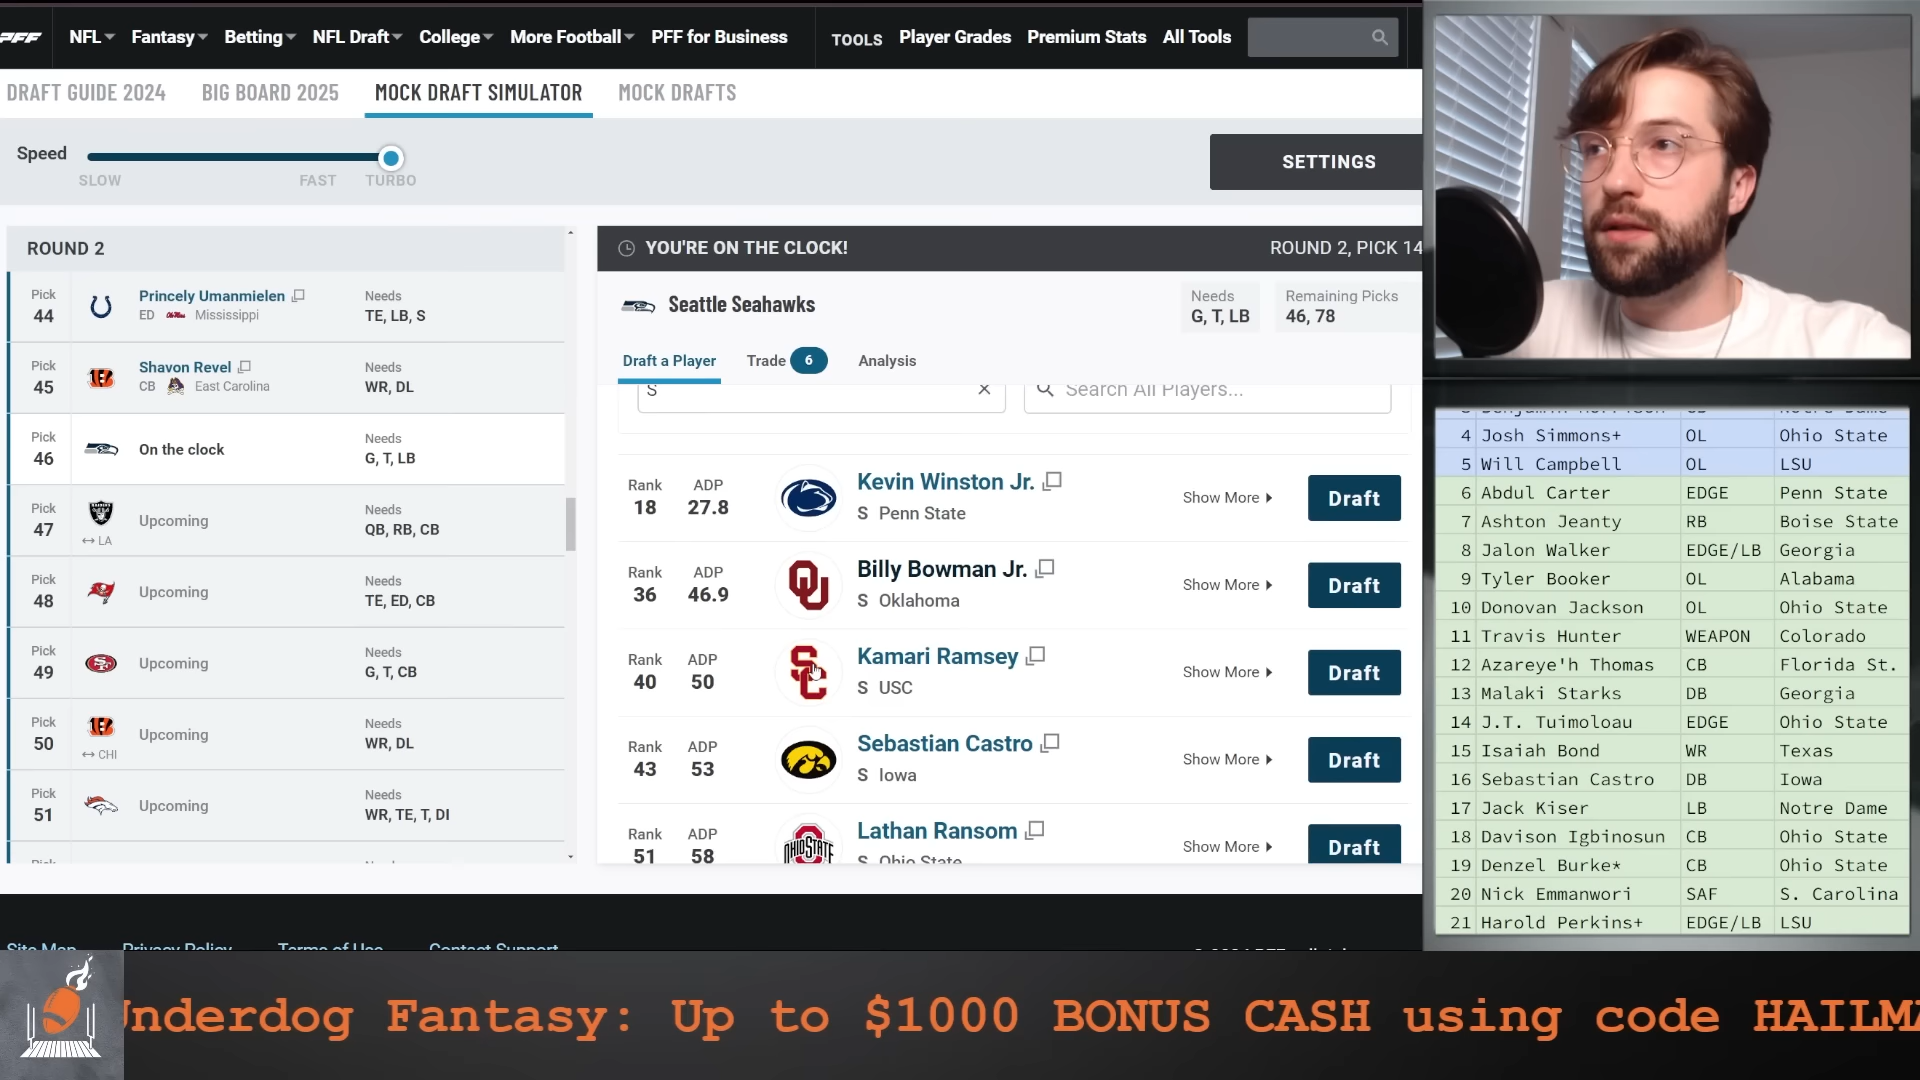 PFF NFL Fantasy Betting NFL Draft College More Football PFF for Business TOOLS Player Grades Premium Stats All Tools
DRAFT GUIDE 2024 BIG BOARD 2025 MOCK DRAFT SIMULATOR MOCK DRAFTS
Speed
SLOW FAST TURBO
SETTINGS
ROUND 2
Pick 44 Princely Umanmielen Needs
ED Mississippi TE, LB, S
Pick 45 Shavon Revel Needs
CB East Carolina WR, DL
Pick 46 On the clock Needs
G, T, LB
Pick 47 Upcoming Needs
LA QB, RB, CB
Pick 48 Upcoming Needs
TE, ED, CB
Pick 49 Upcoming Needs
G, T, CB
Pick 50 Upcoming Needs
CHI WR, DL
Pick 51 Upcoming Needs
WR, TE, T, DI
YOU'RE ON THE CLOCK! ROUND 2, PICK 14
Seattle Seahawks
Needs
G, T, LB
Remaining Picks
46, 78
Draft a Player Trade 6 Analysis
S Search All Players...
Rank 18 ADP 27.8 Kevin Winston Jr. Show More Draft
S Penn State
Rank 36 ADP 46.9 Billy Bowman Jr. Show More Draft
S Oklahoma
Rank 40 ADP 50 Kamari Ramsey Show More Draft
S USC
Rank 43 ADP 53 Sebastian Castro Show More Draft
S Iowa
Rank 51 ADP 58 Lathan Ransom Show More Draft
S Ohio State
4 Josh Simmons+ OL Ohio State
5 Will Campbell OL LSU
6 Abdul Carter EDGE Penn State
7 Ashton Jeanty RB Boise State
8 Jalon Walker EDGE/LB Georgia
9 Tyler Booker OL Alabama
10 Donovan Jackson OL Ohio State
11 Travis Hunter WEAPON Colorado
12 Azareye'h Thomas CB Florida St.
13 Malaki Starks DB Georgia
14 J.T. Tuimoloau EDGE Ohio State
15 Isaiah Bond WR Texas
16 Sebastian Castro DB Iowa
17 Jack Kiser LB Notre Dame
18 Davison Igbinosun CB Ohio State
19 Denzel Burke* CB Ohio State
20 Nick Emmanwori SAF S. Carolina
21 Harold Perkins+ EDGE/LB LSU
Site Map Privacy Policy Terms of Use Contact Support
Underdog Fantasy: Up to $1000 BONUS CASH using code HAILMA